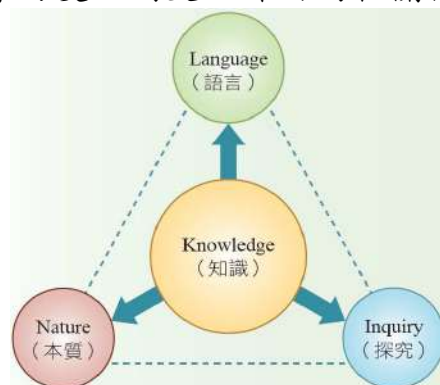 Language
（語言）
Knowledge
（知識）
Nature
（本質）
Inquiry
（探究）